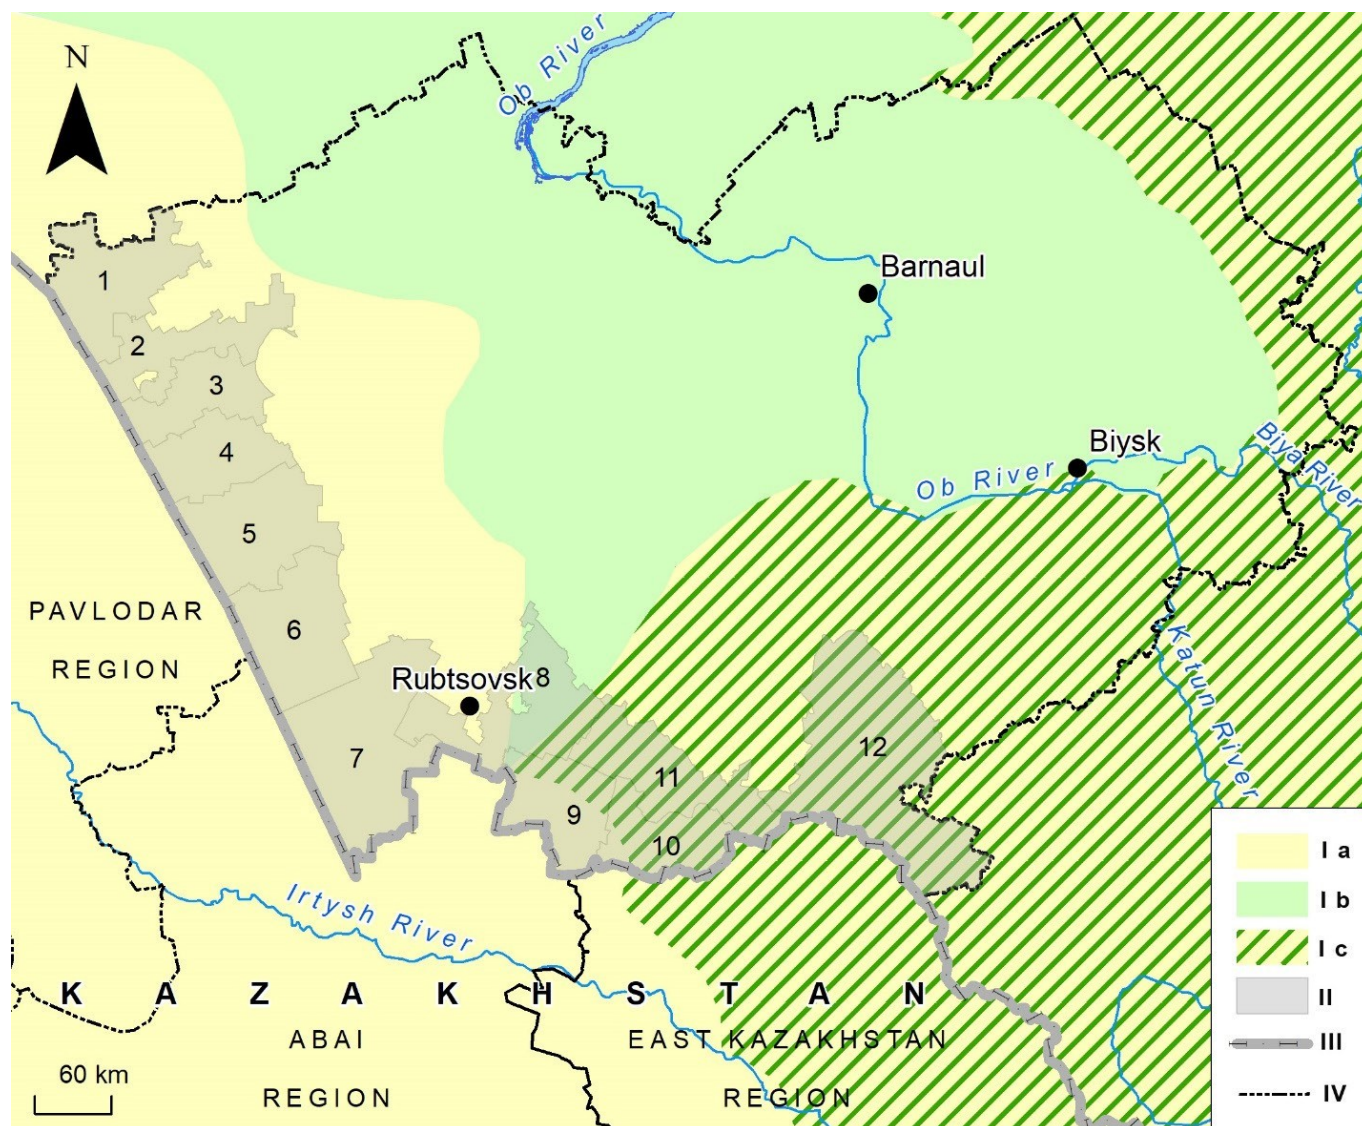 N
Ob River
1
Barnaul
2
3
4
Biysk
Biya River
Ob River
5
PAVLODAR
REGION
6
Katun River
Rubtsovsk
8
7
12
11
9
10
I a
I b
I c
II
III
IV
Irtysh River
KAZAKHSTAN
ABAI
REGION
EAST KAZAKHSTAN
REGION
60 km